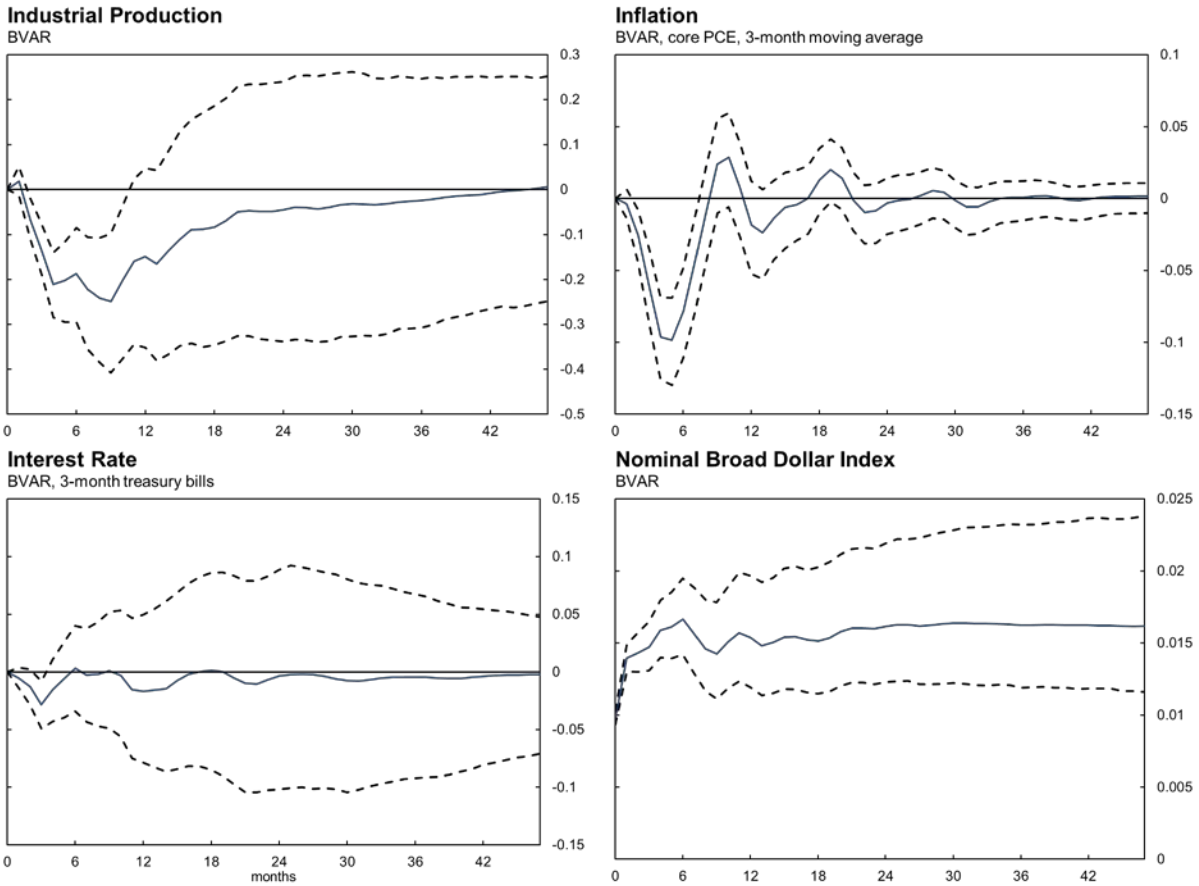 Industrial Production
BVAR
0.3
0.2
0.1
0
-0.1
-0.2
-0.3
-0.4
-0.5
0 6 12 18 24 30 36 42
Inflation
BVAR, core PCE, 3-month moving average
0.1
0.05
0
-0.05
-0.1
-0.15
0 6 12 18 24 30 36 42
Interest Rate
BVAR, 3-month treasury bills
0.15
0.1
0.05
0
-0.05
-0.1
-0.15
0 6 12 18 24 30 36 42
months
Nominal Broad Dollar Index
BVAR
0.025
0.02
0.015
0.01
0.005
0
0 6 12 18 24 30 36 42